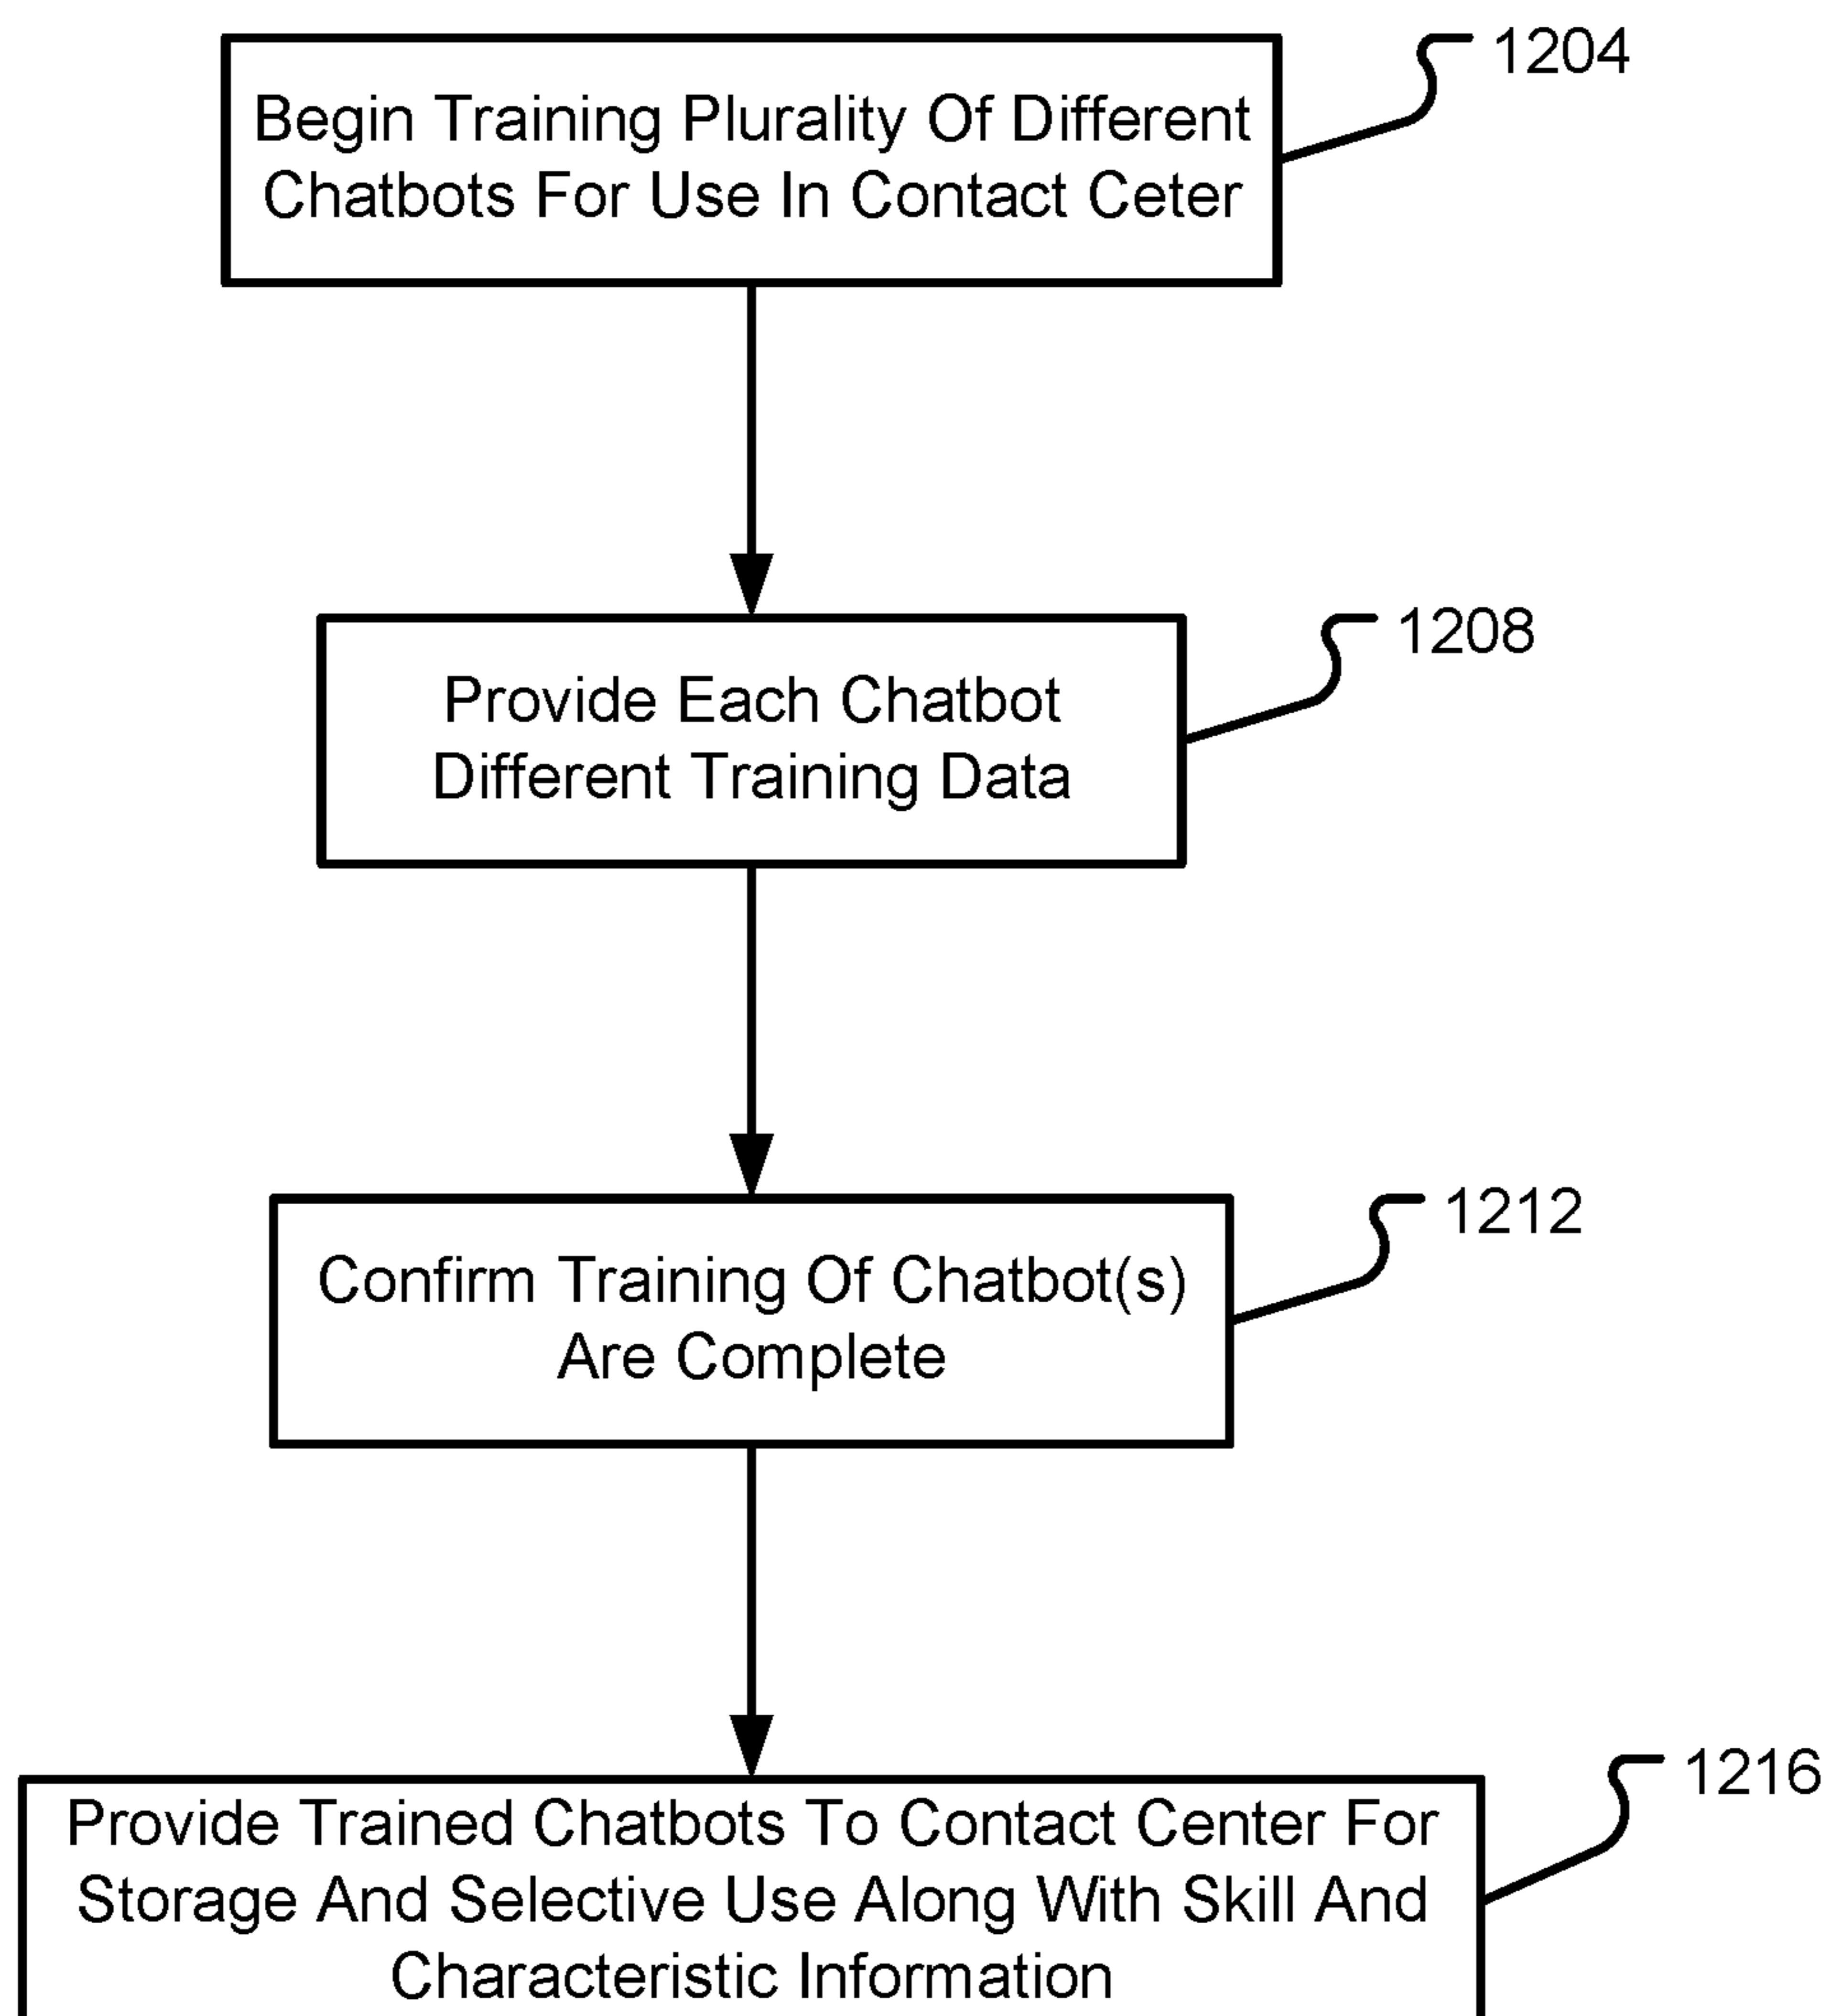 1204
Begin Training Plurality Of Different
Chatbots For Use In Contact Ceter
1208
Provide Each Chatbot
Different Training Data
1212
Confirm Training Of Chatbot(s)
Are Complete
1216
Provide Trained Chatbots To Contact Center For
Storage And Selective Use Along With Skill And
Characteristic Information